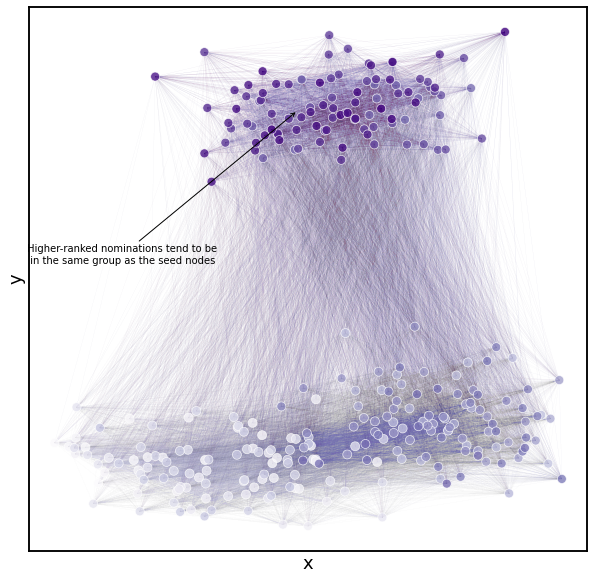 Higher-ranked nominations tend to be
in the same group as the seed nodes
y
x